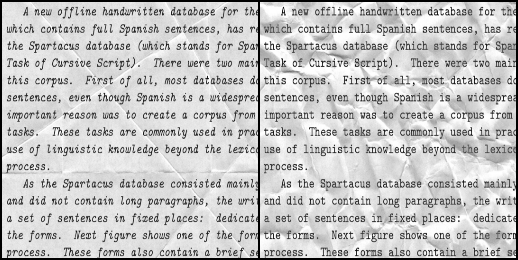 A new offline handwritten database for the
which contains full Spanish sentences, has r
the Spartacus database (which stands for Spa
Task of Cursive Script). There were two main
this corpus. First of all, most databases do
sentences, even though Spanish is a widespre
important reason was to create a corpus from
tasks. These tasks are commonly used in prac
use of linguistic knowledge beyond the lexico
process.
As the Spartacus database consisted mainly
and did not contain long paragraphs, the writ
a set of sentences in fixed places: dedicate
the forms. Next figure shows one of the form
process. These forms also contain a brief se
A new offline handwritten database for the
which contains full Spanish sentences, has re
the Spartacus database (which stands for Span
Task of Cursive Script). There were two main
this corpus. First of all, most databases do
sentences, even though Spanish is a widesprea
important reason was to create a corpus from
tasks. These tasks are commonly used in prac
use of linguistic knowledge beyond the lexico
process.
As the Spartacus database consisted mainly
and did not contain long paragraphs, the writ
a set of sentences in fixed places: dedicate
the forms. Next figure shows one of the form
process. These forms also contain a brief se